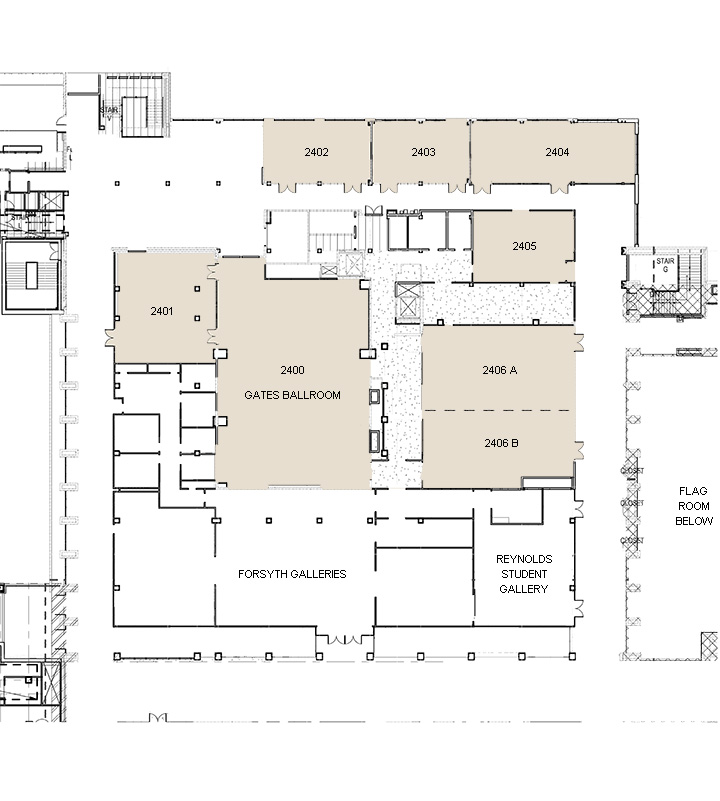 STAIR
2402
2403
2404
STAIR
2405
STAIR
G
DN
2401
2400
GATES BALLROOM
2406 A
2406 B
CLOSET
CLOSET
CLOSET
FLAG
ROOM
BELOW
FORSYTH GALLERIES
REYNOLDS
STUDENT
GALLERY